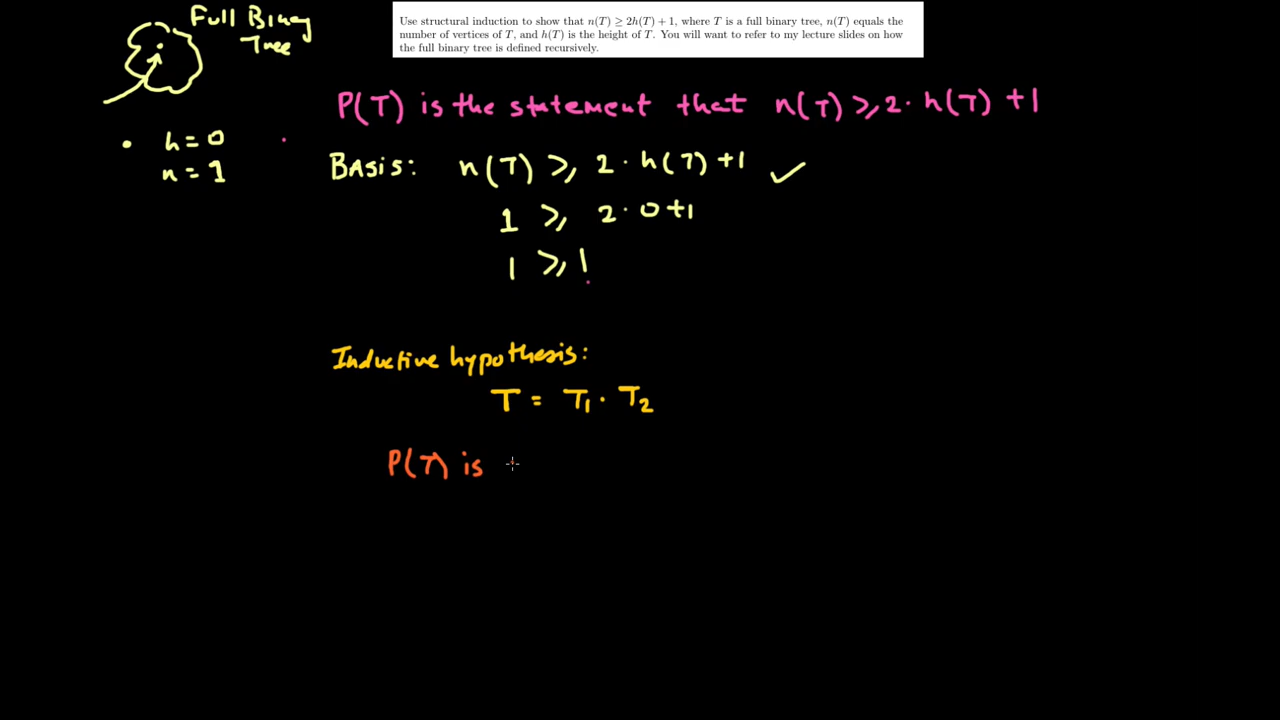 Full Binary
Tree
Use structural induction to show that n(T) ≥ 2h(T) + 1, where T is a full binary tree, n(T) equals the
number of vertices of T, and h(T) is the height of T. You will want to refer to my lecture slides on how
the full binary tree is defined recursively.
P(T) is the statement that n(T) ≥ 2 · h(T) + 1
h = 0
n = 1
Basis: n(T) ≥ 2 · h(T) + 1 ✓
1 ≥ 2 · 0 + 1
1 ≥ 1
Inductive hypothesis:
T = T₁ · T₂
P(T) is